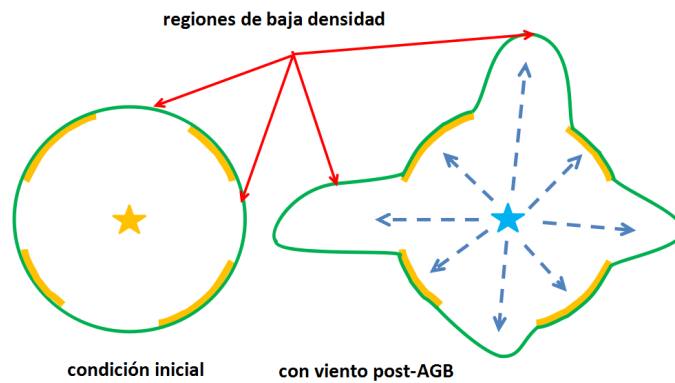 regiones de baja densidad
condición inicial
con viento post-AGB